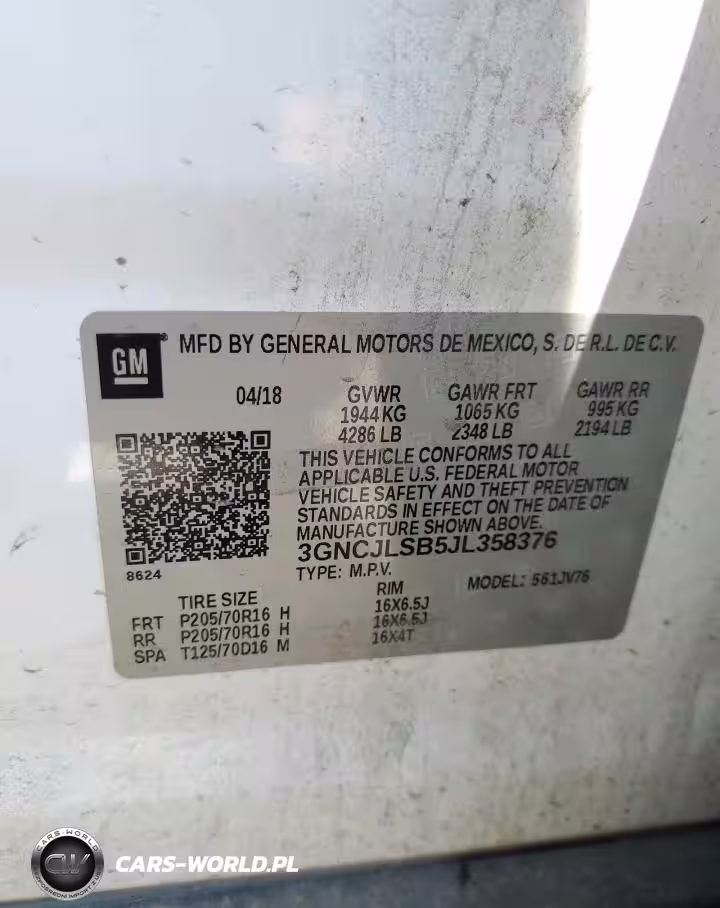 GM
MFD BY GENERAL MOTORS DE MEXICO, S. DE R.L. DE C.V.
04/18 GVWR GAWR FRT GAWR RR
1944 KG 1065 KG 995 KG
4286 LB 2348 LB 2194 LB
THIS VEHICLE CONFORMS TO ALL
APPLICABLE U.S. FEDERAL MOTOR
VEHICLE SAFETY AND THEFT PREVENTION
STANDARDS IN EFFECT ON THE DATE OF
MANUFACTURE SHOWN ABOVE.
3GNCJLSB5JL358376
8624
TYPE: M.P.V. MODEL: 561JV76
TIRE SIZE RIM
FRT P205/70R16 H 16X6.5J
RR P205/70R16 H 16X6.5J
SPA T125/70D16 M 16X4T
CARS-WORLD
CW
CARS-WORLD.PL